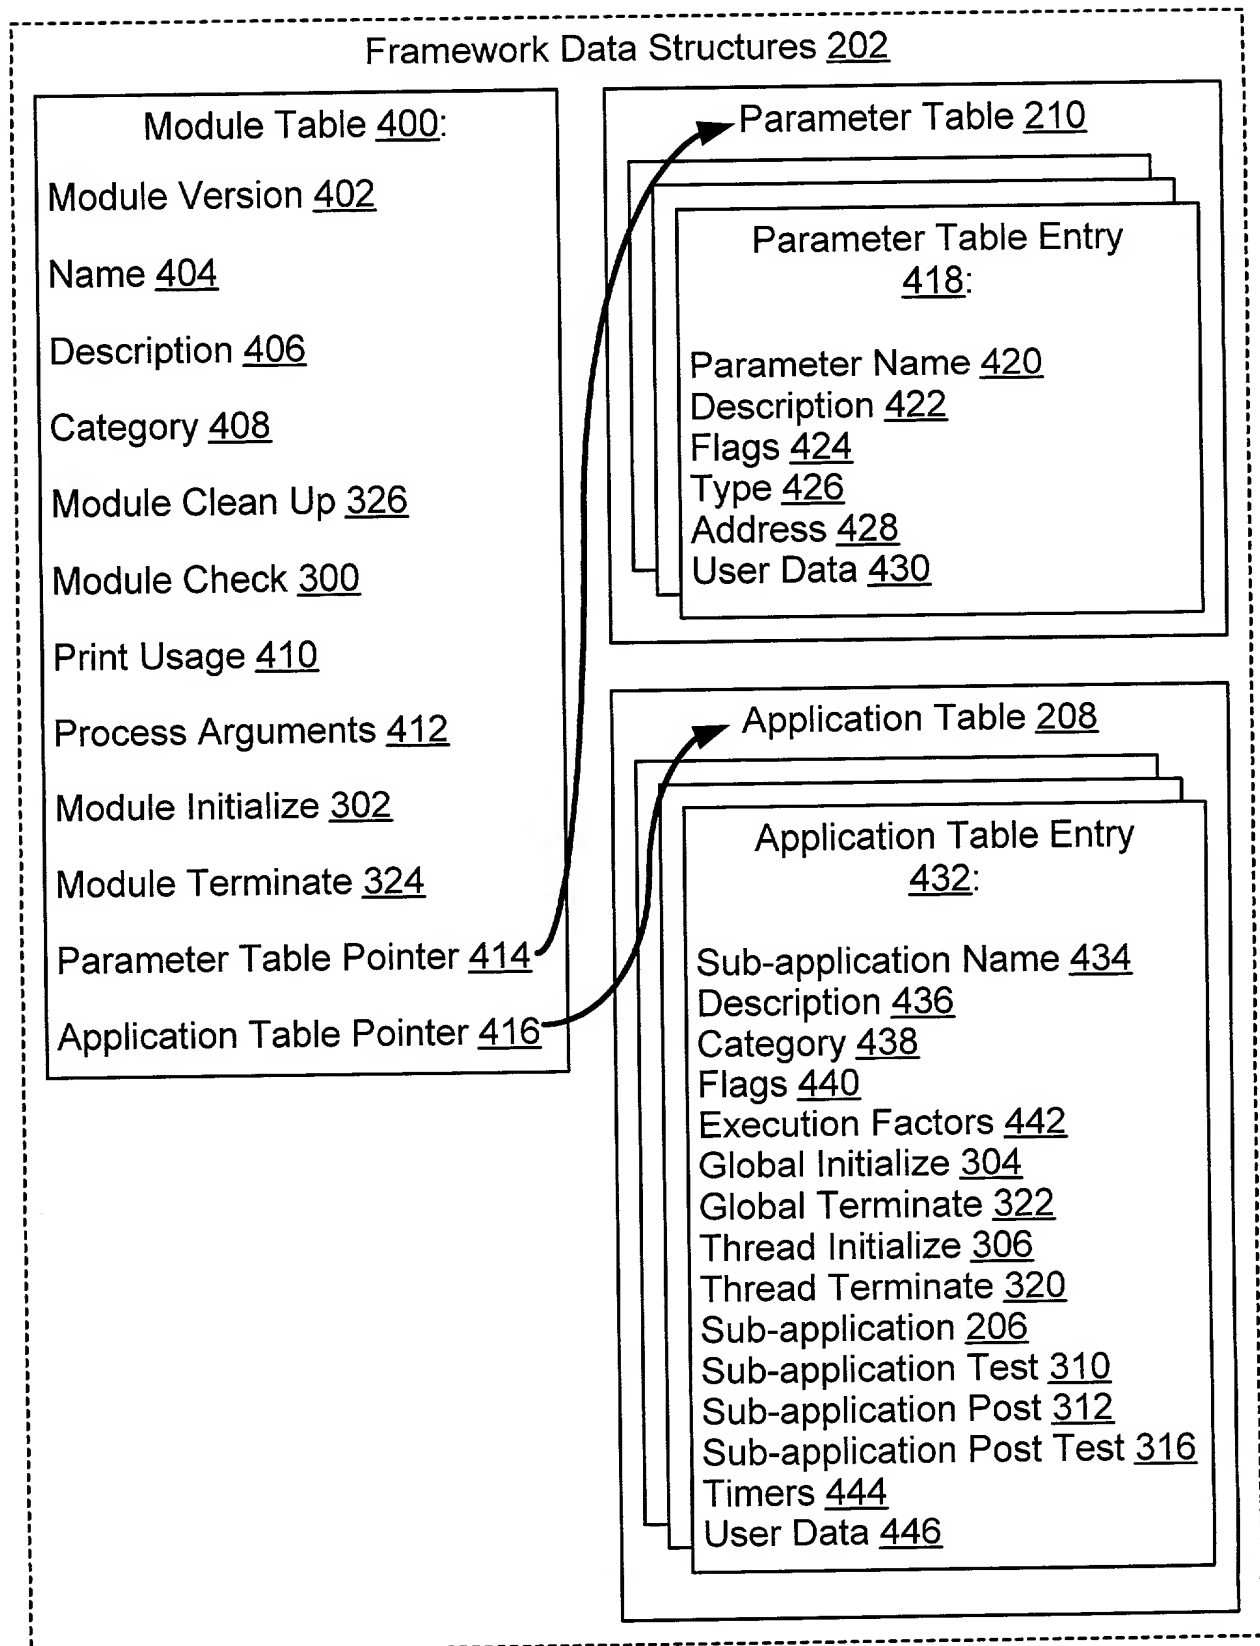 Framework Data Structures 202
Module Table 400:
Module Version 402
Name 404
Description 406
Category 408
Module Clean Up 326
Module Check 300
Print Usage 410
Process Arguments 412
Module Initialize 302
Module Terminate 324
Parameter Table Pointer 414
Application Table Pointer 416
Parameter Table 210
Parameter Table Entry
418:
Parameter Name 420
Description 422
Flags 424
Type 426
Address 428
User Data 430
Application Table 208
Application Table Entry
432:
Sub-application Name 434
Description 436
Category 438
Flags 440
Execution Factors 442
Global Initialize 304
Global Terminate 322
Thread Initialize 306
Thread Terminate 320
Sub-application 206
Sub-application Test 310
Sub-application Post 312
Sub-application Post Test 316
Timers 444
User Data 446